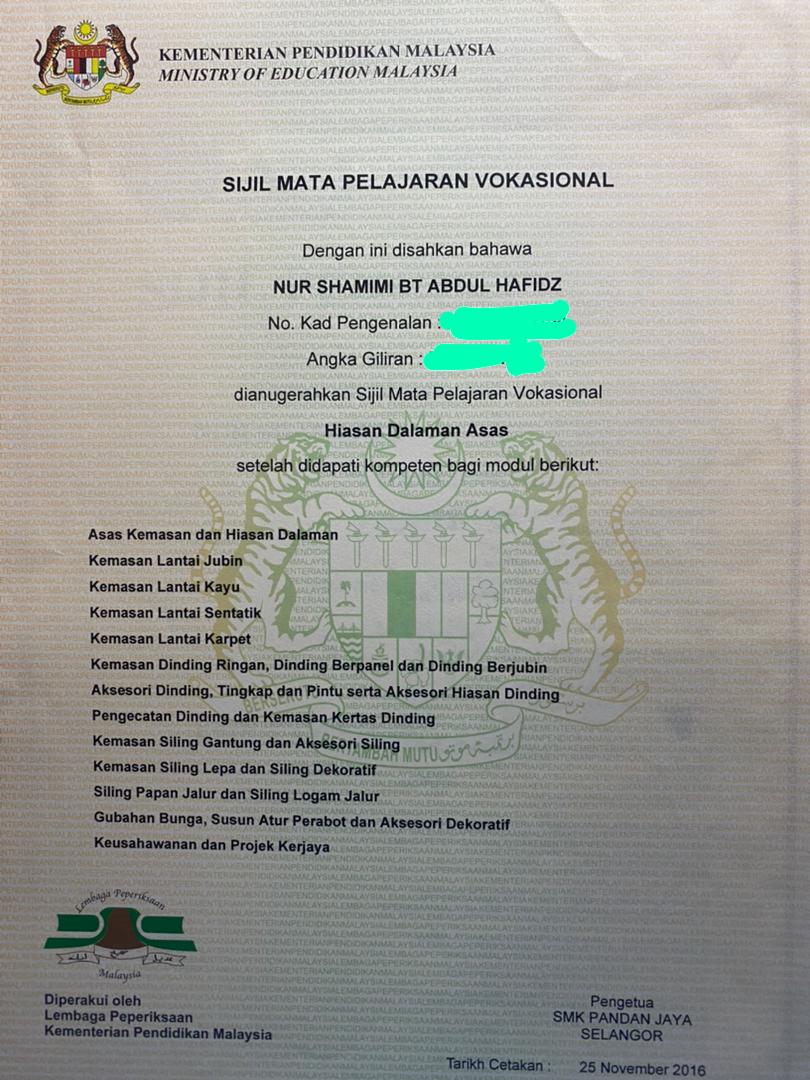 KEMENTERIAN PENDIDIKAN MALAYSIA
MINISTRY OF EDUCATION MALAYSIA
SIJIL MATA PELAJARAN VOKASIONAL
Dengan ini disahkan bahawa
NUR SHAMIMI BT ABDUL HAFIDZ
No. Kad Pengenalan :
Angka Giliran :
dianugerahkan Sijil Mata Pelajaran Vokasional
Hiasan Dalaman Asas
setelah didapati kompeten bagi modul berikut:
Asas Kemasan dan Hiasan Dalaman
Kemasan Lantai Jubin
Kemasan Lantai Kayu
Kemasan Lantai Sentatik
Kemasan Lantai Karpet
Kemasan Dinding Ringan, Dinding Berpanel dan Dinding Berjubin
Aksesori Dinding, Tingkap dan Pintu serta Aksesori Hiasan Dinding
Pengecatan Dinding dan Kemasan Kertas Dinding
Kemasan Siling Gantung dan Aksesori Siling
BERTAMBAH MUTU
Kemasan Siling Lepa dan Siling Dekoratif
Siling Papan Jalur dan Siling Logam Jalur
Gubahan Bunga, Susun Atur Perabot dan Aksesori Dekoratif
Keusahawanan dan Projek Kerjaya
Lembaga Peperiksaan
Malaysia
Diperakui oleh
Lembaga Peperiksaan
Kementerian Pendidikan Malaysia
Pengetua
SMK PANDAN JAYA
SELANGOR
Tarikh Cetakan : 25 November 2016